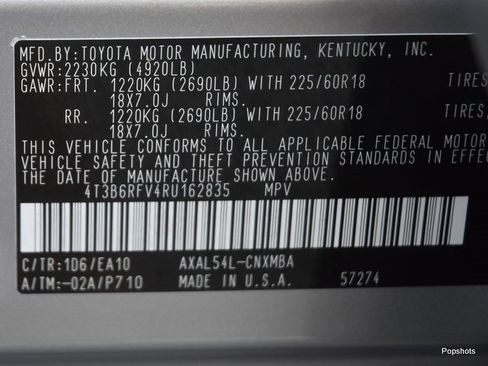 MFD.BY:TOYOTA MOTOR MANUFACTURING, KENTUCKY, INC.
GVWR:2230KG (4920LB)
GAWR:FRT. 1220KG (2690LB) WITH 225/60R18 TIRES
18X7.0J RIMS.
RR. 1220KG (2690LB) WITH 225/60R18 TIRES,
18X7.0J RIMS.
THIS VEHICLE CONFORMS TO ALL APPLICABLE FEDERAL MOTOR
VEHICLE SAFETY AND THEFT PREVENTION STANDARDS IN EFFEC
THE DATE OF MANUFACTURE SHOWN ABOVE.
4T3B6RFV4RU162835 MPV
C/TR:1D6/EA10 AXAL54L-CNXMBA
A/TM:-02A/P710 MADE IN U.S.A. 57274
Popshots